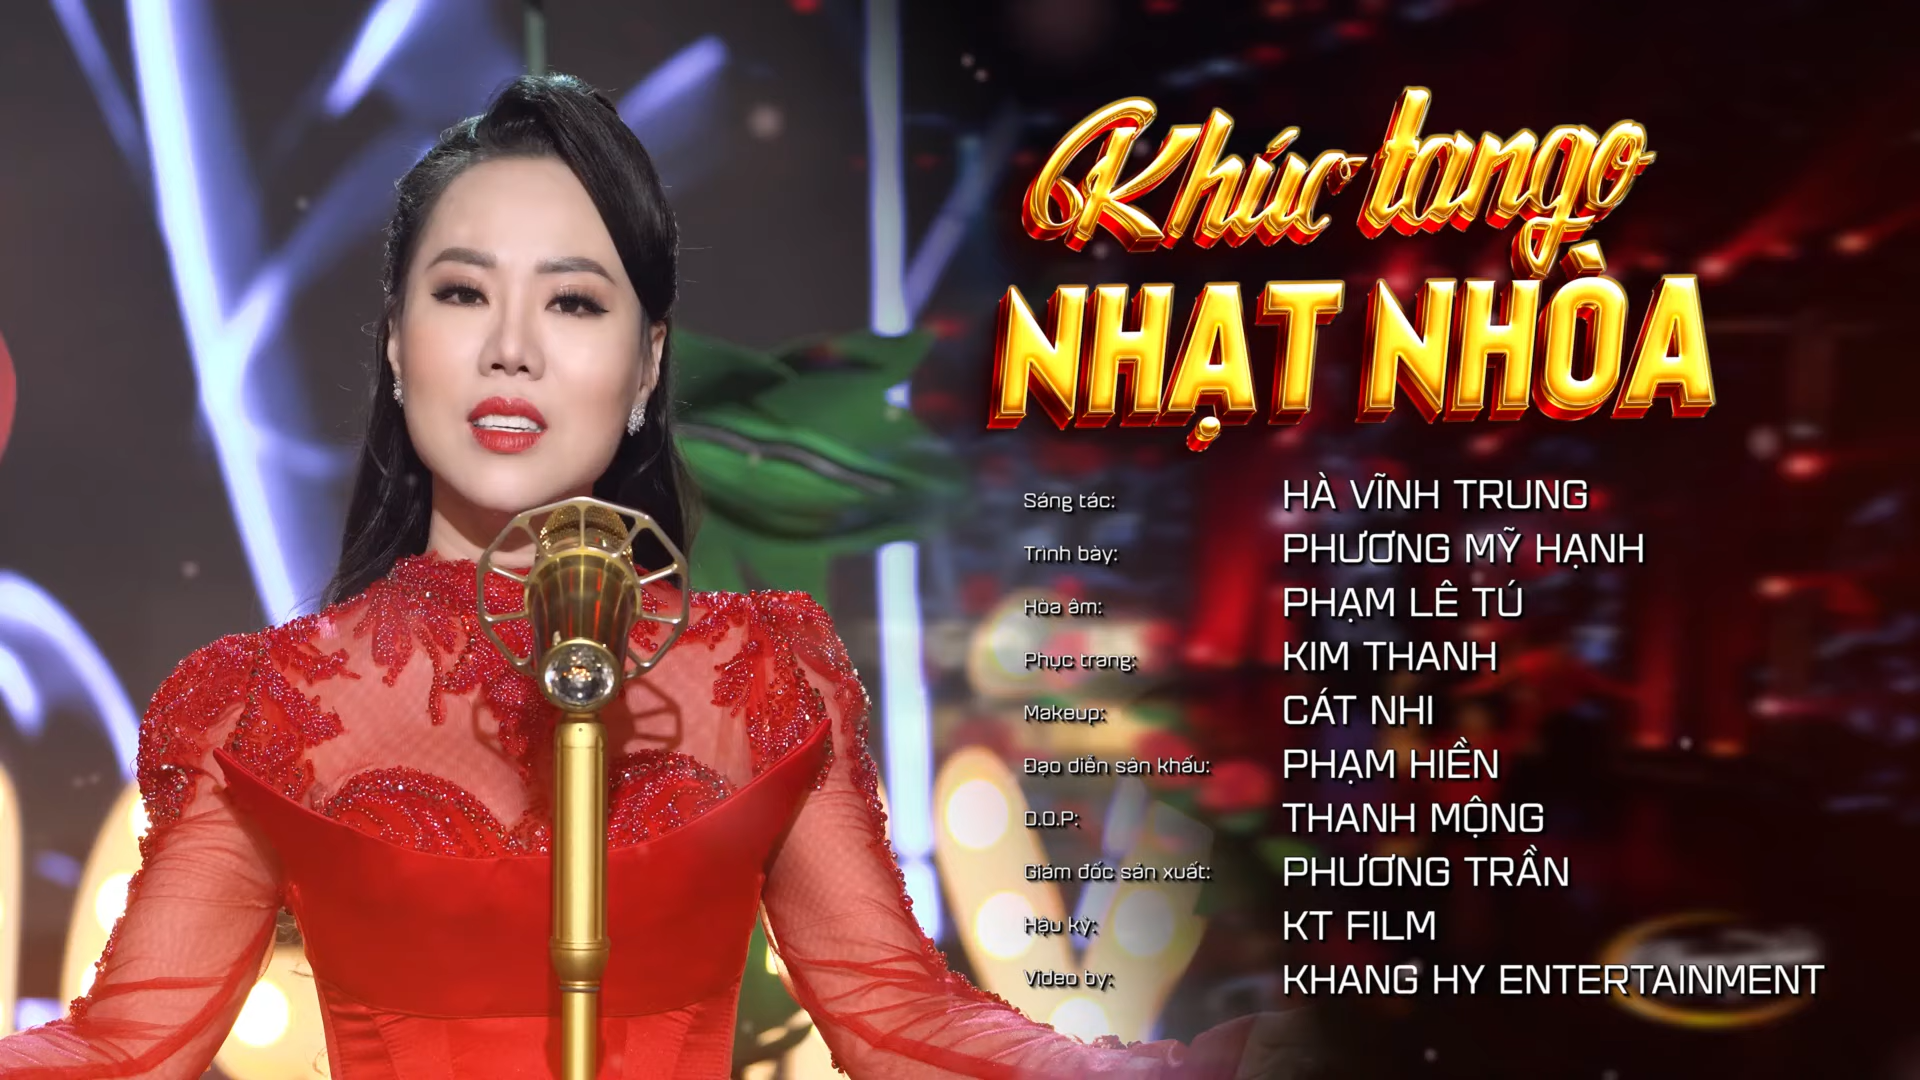 Khúc tango
NHẠT NHÒA
Sáng tác: HÀ VĨNH TRUNG
Trình bày: PHƯƠNG MỸ HẠNH
Hòa âm: PHẠM LÊ TÚ
Phục trang: KIM THANH
Makeup: CÁT NHI
Đạo diễn sân khấu: PHẠM HIỀN
D.O.P: THANH MỘNG
Giám đốc sản xuất: PHƯƠNG TRẦN
Hậu kỳ: KT FILM
Video by: KHANG HY ENTERTAINMENT